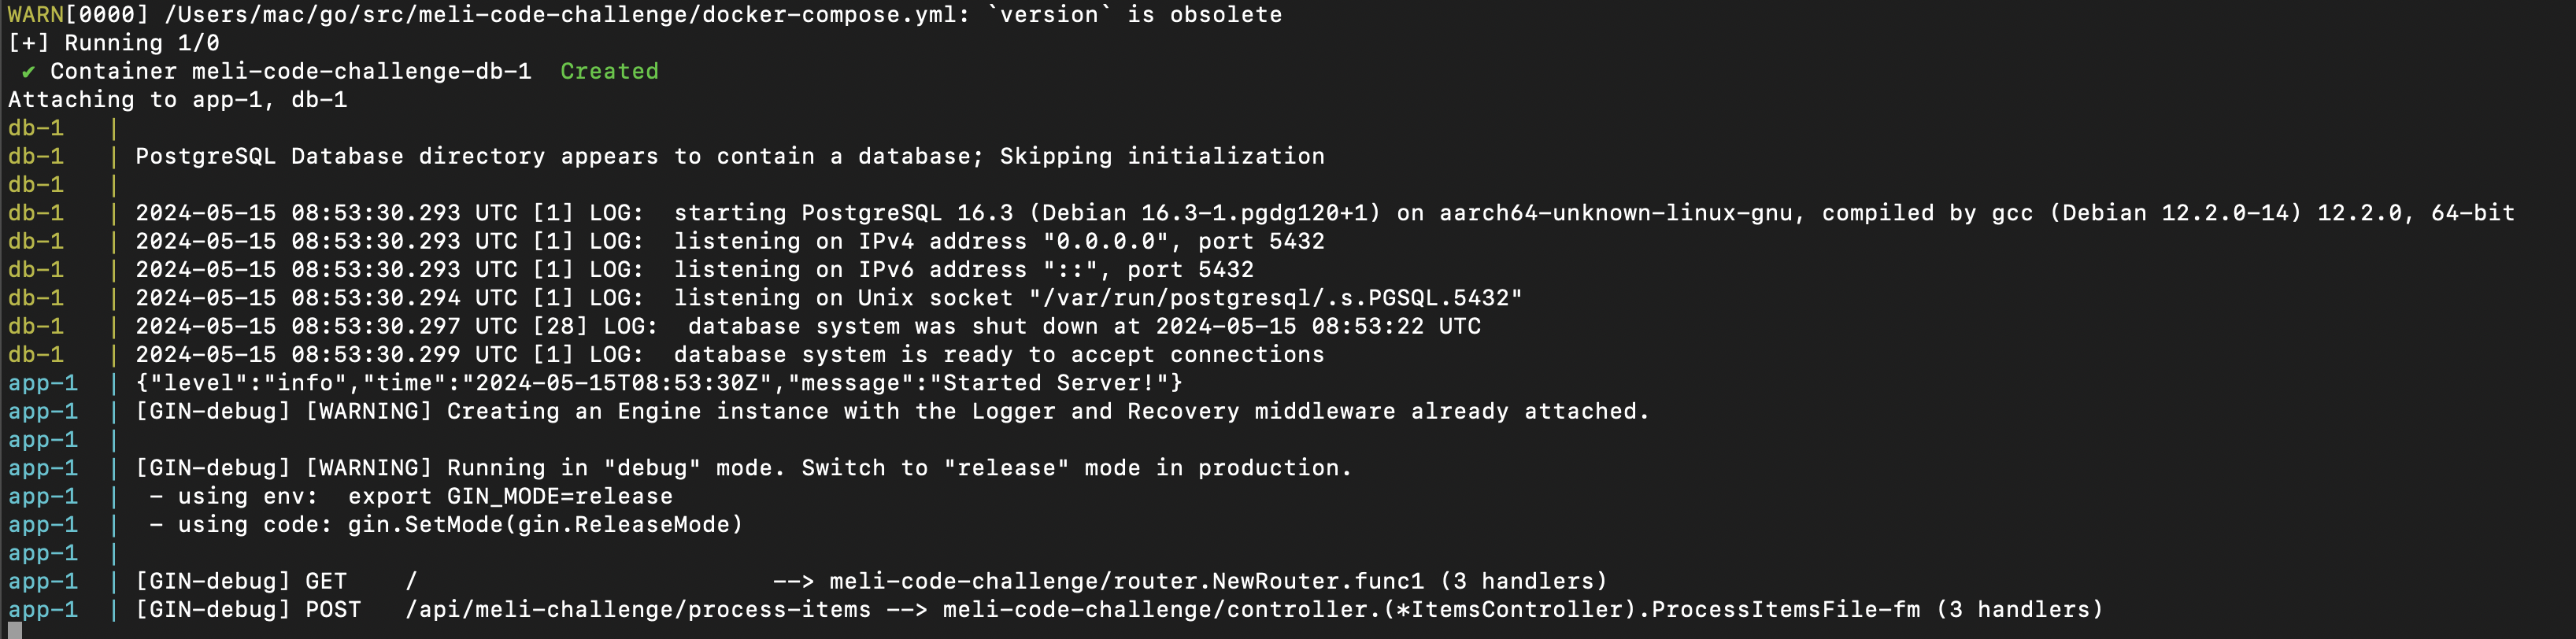 WARN[0000] /Users/mac/go/src/meli-code-challenge/docker-compose.yml: `version` is obsolete
[+] Running 1/0
 ✔ Container meli-code-challenge-db-1  Created
Attaching to app-1, db-1
db-1   |
db-1   | PostgreSQL Database directory appears to contain a database; Skipping initialization
db-1   |
db-1   | 2024-05-15 08:53:30.293 UTC [1] LOG:  starting PostgreSQL 16.3 (Debian 16.3-1.pgdg120+1) on aarch64-unknown-linux-gnu, compiled by gcc (Debian 12.2.0-14) 12.2.0, 64-bit
db-1   | 2024-05-15 08:53:30.293 UTC [1] LOG:  listening on IPv4 address "0.0.0.0", port 5432
db-1   | 2024-05-15 08:53:30.293 UTC [1] LOG:  listening on IPv6 address "::", port 5432
db-1   | 2024-05-15 08:53:30.294 UTC [1] LOG:  listening on Unix socket "/var/run/postgresql/.s.PGSQL.5432"
db-1   | 2024-05-15 08:53:30.297 UTC [28] LOG:  database system was shut down at 2024-05-15 08:53:22 UTC
db-1   | 2024-05-15 08:53:30.299 UTC [1] LOG:  database system is ready to accept connections
app-1  | {"level":"info","time":"2024-05-15T08:53:30Z","message":"Started Server!"}
app-1  | [GIN-debug] [WARNING] Creating an Engine instance with the Logger and Recovery middleware already attached.
app-1  |
app-1  | [GIN-debug] [WARNING] Running in "debug" mode. Switch to "release" mode in production.
app-1  |  - using env:  export GIN_MODE=release
app-1  |  - using code: gin.SetMode(gin.ReleaseMode)
app-1  |
app-1  | [GIN-debug] GET    /                         --> meli-code-challenge/router.NewRouter.func1 (3 handlers)
app-1  | [GIN-debug] POST   /api/meli-challenge/process-items --> meli-code-challenge/controller.(*ItemsController).ProcessItemsFile-fm (3 handlers)